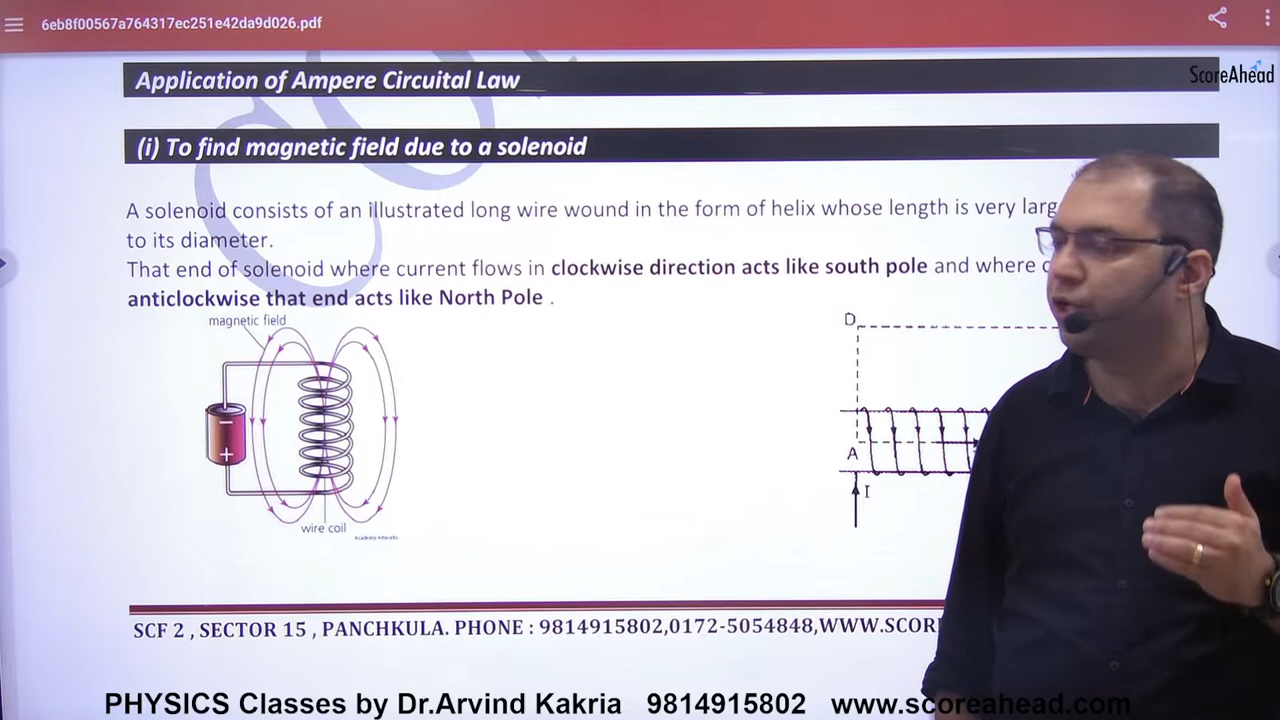 6eb8f00567a764317ec251e42da9d026.pdf
ScoreAhead
Application of Ampere Circuital Law
(i) To find magnetic field due to a solenoid
A solenoid consists of an illustrated long wire wound in the form of helix whose length is very larg
to its diameter.
That end of solenoid where current flows in clockwise direction acts like south pole and where c
anticlockwise that end acts like North Pole .
magnetic field
−
+
wire coil
Academy Artworks
D
A
I
SCF 2 , SECTOR 15 , PANCHKULA. PHONE : 9814915802,0172-5054848,WWW.SCOR
PHYSICS Classes by Dr.Arvind Kakria 9814915802 www.scoreahead.com